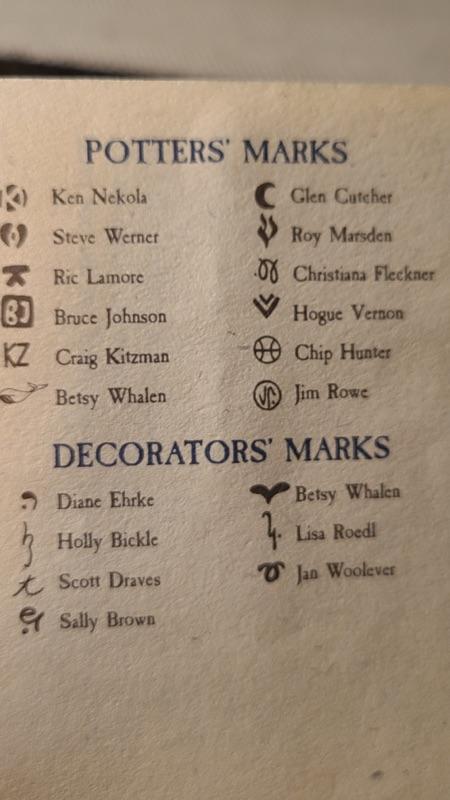 POTTERS' MARKS
Ken Nekola
Steve Werner
Ric Lamore
BJ Bruce Johnson
KZ Craig Kitzman
Betsy Whalen
Glen Cutcher
Roy Marsden
Christiana Fleckner
Hogue Vernon
Chip Hunter
Jim Rowe
DECORATORS' MARKS
Diane Ehrke
Holly Bickle
Scott Draves
Sally Brown
Betsy Whalen
Lisa Roedl
Jan Woolever